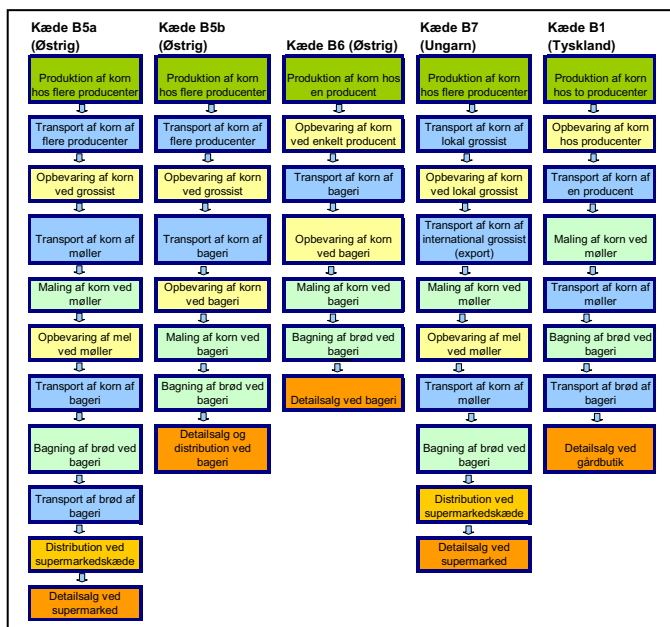 Kæde B5a
(Østrig)
Produktion af korn
hos flere producenter
Transport af korn af
flere producenter
Opbevaring af korn
ved grossist
Transport af korn af
møller
Maling af korn ved
møller
Opbevaring af mel
ved møller
Transport af korn af
bageri
Bagning af brød ved
bageri
Transport af brød af
bageri
Distribution ved
supermarkedskæde
Detailsalg ved
supermarked
Kæde B5b
(Østrig)
Produktion af korn
hos flere producenter
Transport af korn af
flere producenter
Opbevaring af korn
ved grossist
Transport af korn af
bageri
Opbevaring af korn
ved bageri
Maling af korn ved
bageri
Bagning af brød ved
bageri
Detailsalg og
distribution ved
bageri
Kæde B6 (Østrig)
Produktion af korn hos
en producent
Opbevaring af korn
ved enkelt producent
Transport af korn af
bageri
Opbevaring af korn
ved bageri
Maling af korn ved
bageri
Bagning af brød ved
bageri
Detailsalg ved bageri
Kæde B7
(Ungarn)
Produktion af korn
hos flere producenter
Transport af korn af
lokal grossist
Opbevaring af korn
ved lokal grossist
Transport af korn af
international grossist
(export)
Maling af korn ved
møller
Opbevaring af mel
ved møller
Transport af korn af
møller
Bagning af brød ved
bageri
Distribution ved
supermarkedskæde
Detailsalg ved
supermarked
Kæde B1
(Tyskland)
Produktion af korn
hos to producenter
Opbevaring af korn
hos producenter
Transport af korn af
en producent
Maling af korn ved
møller
Transport af korn af
møller
Bagning af brød ved
bageri
Transport af brød af
bageri
Detailsalg ved
gårdbutik